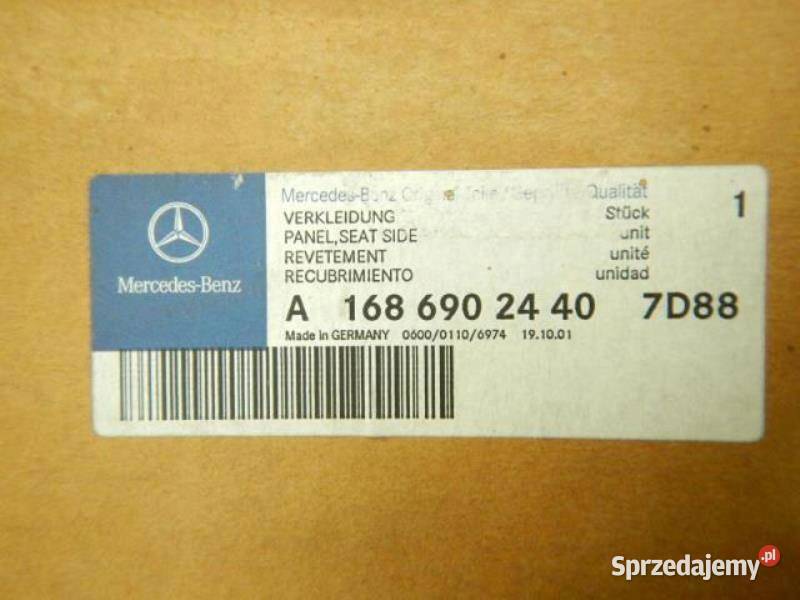 Mercedes-Benz Qualität
VERKLEIDUNG Stück 1
PANEL,SEAT SIDE unit
REVETEMENT unité
RECUBRIMIENTO unidad
Mercedes-Benz
A 168 690 24 40 7D88
Made in GERMANY 0600/0110/6974 19.10.01
Sprzedajemy.pl